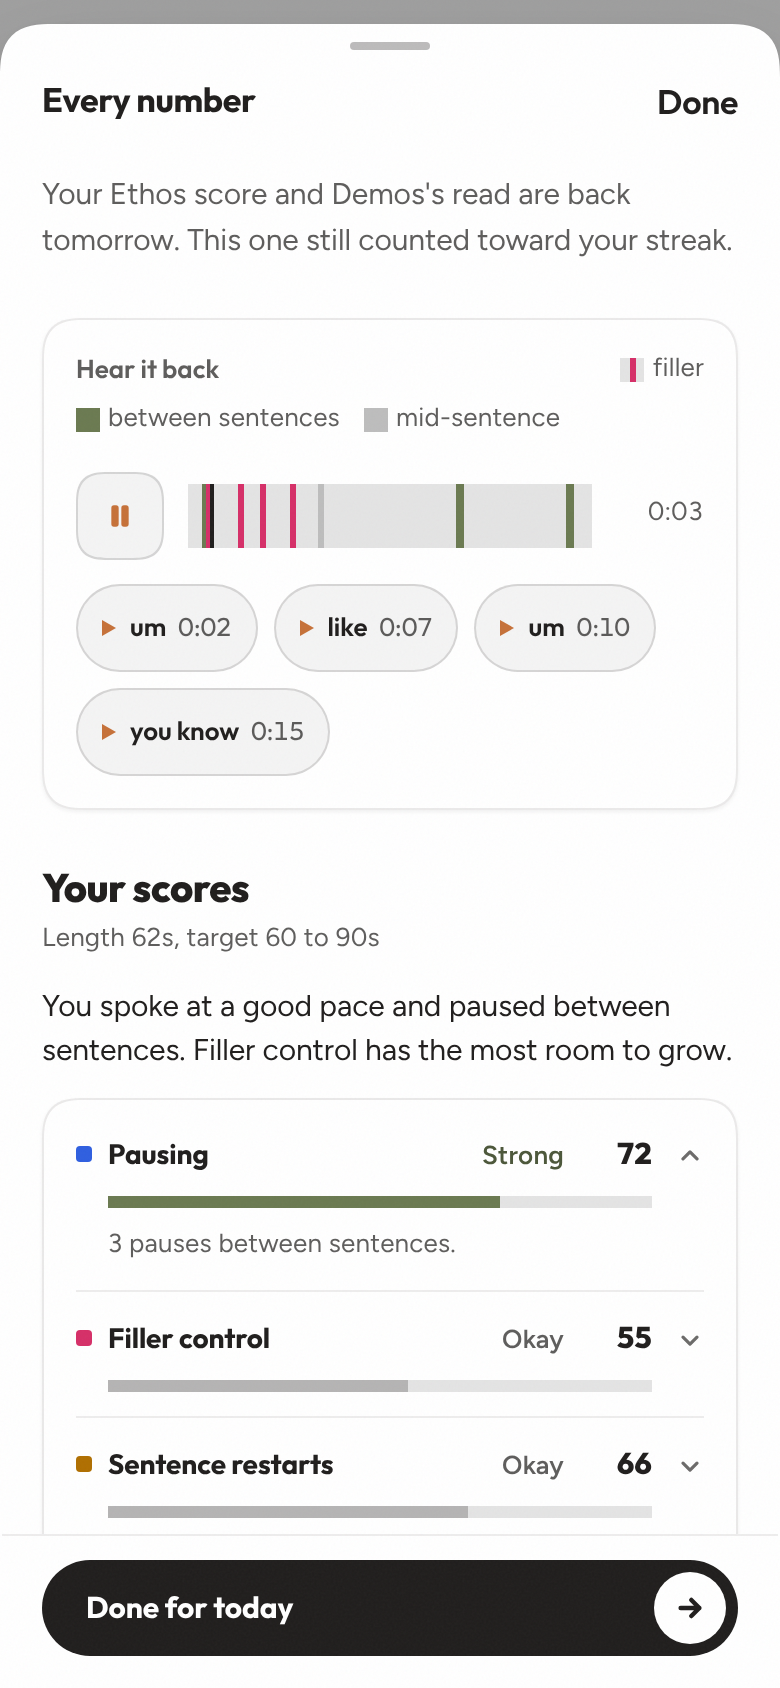 Every number
Done
Your Ethos score and Demos's read are back
tomorrow. This one still counted toward your streak.
Hear it back
filler
between sentences
mid-sentence
0:03
um 0:02
like 0:07
um 0:10
you know 0:15
Your scores
Length 62s, target 60 to 90s
You spoke at a good pace and paused between
sentences. Filler control has the most room to grow.
Pausing Strong 72
3 pauses between sentences.
Filler control Okay 55
Sentence restarts Okay 66
Done for today